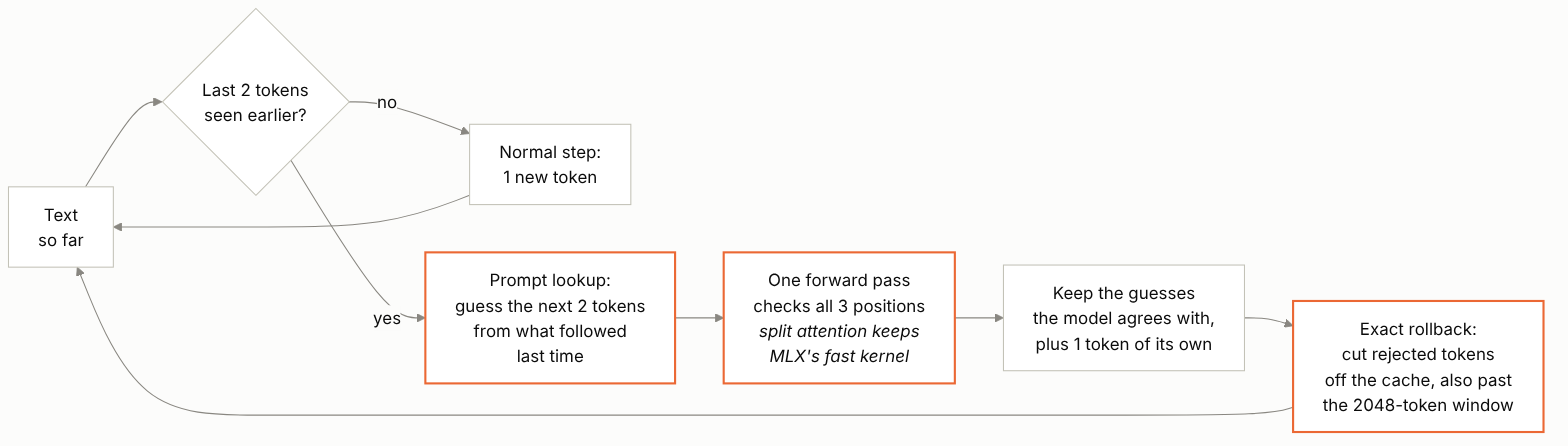 Last 2 tokens
seen earlier?
no
Normal step:
1 new token
Text
so far
yes
Prompt lookup:
guess the next 2 tokens
from what followed
last time
One forward pass
checks all 3 positions
split attention keeps
MLX's fast kernel
Keep the guesses
the model agrees with,
plus 1 token of its own
Exact rollback:
cut rejected tokens
off the cache, also past
the 2048-token window